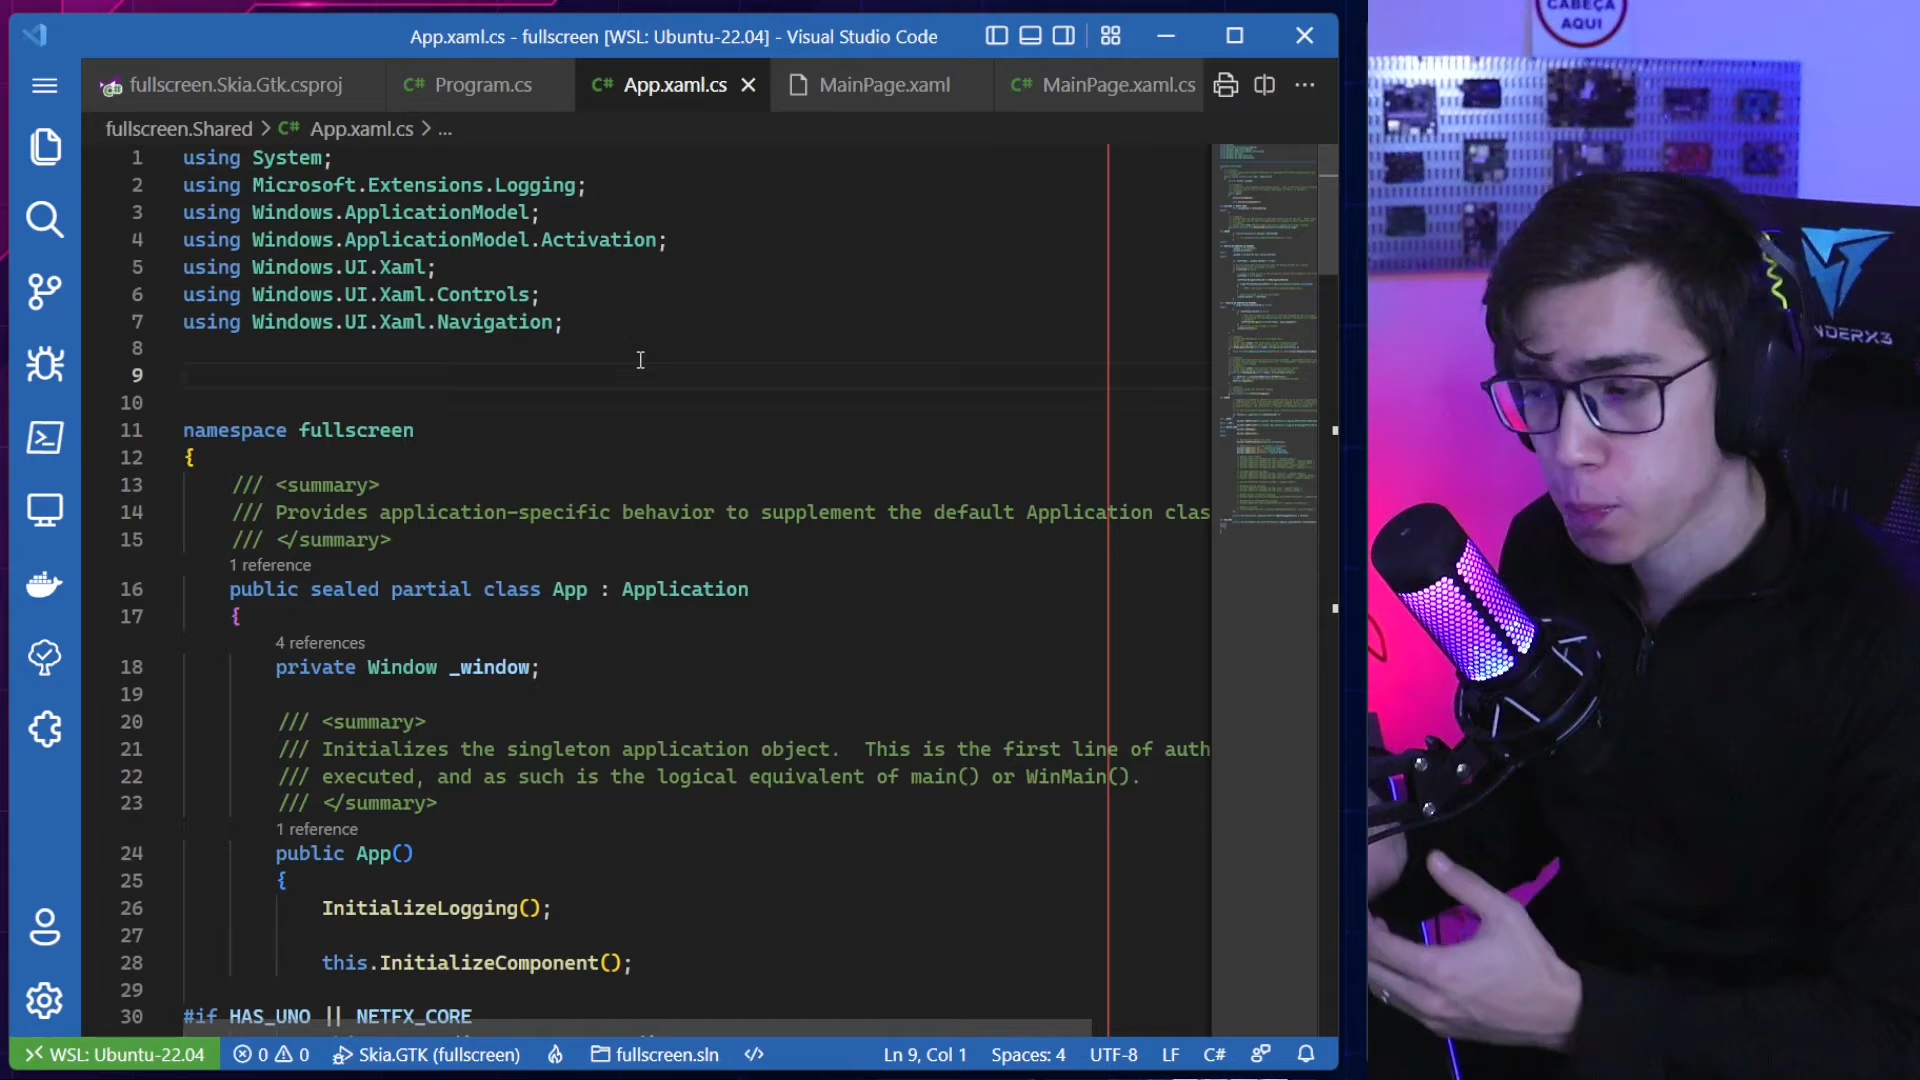 App.xaml.cs - fullscreen [WSL: Ubuntu-22.04] - Visual Studio Code
fullscreen.Skia.Gtk.csproj
C# Program.cs
C# App.xaml.cs
MainPage.xaml
C# MainPage.xaml.cs
fullscreen.Shared > C# App.xaml.cs > ...
1 using System;
2 using Microsoft.Extensions.Logging;
3 using Windows.ApplicationModel;
4 using Windows.ApplicationModel.Activation;
5 using Windows.UI.Xaml;
6 using Windows.UI.Xaml.Controls;
7 using Windows.UI.Xaml.Navigation;
8
9
10
11 namespace fullscreen
12 {
13 /// <summary>
14 /// Provides application-specific behavior to supplement the default Application clas
15 /// </summary>
1 reference
16 public sealed partial class App : Application
17 {
4 references
18 private Window _window;
19
20 /// <summary>
21 /// Initializes the singleton application object.  This is the first line of auth
22 /// executed, and as such is the logical equivalent of main() or WinMain().
23 /// </summary>
1 reference
24 public App()
25 {
26 InitializeLogging();
27
28 this.InitializeComponent();
29
30 #if HAS_UNO || NETFX_CORE
WSL: Ubuntu-22.04 0 0 Skia.GTK (fullscreen) fullscreen.sln Ln 9, Col 1 Spaces: 4 UTF-8 LF C#
CABEÇA
AQUI
NDERX3